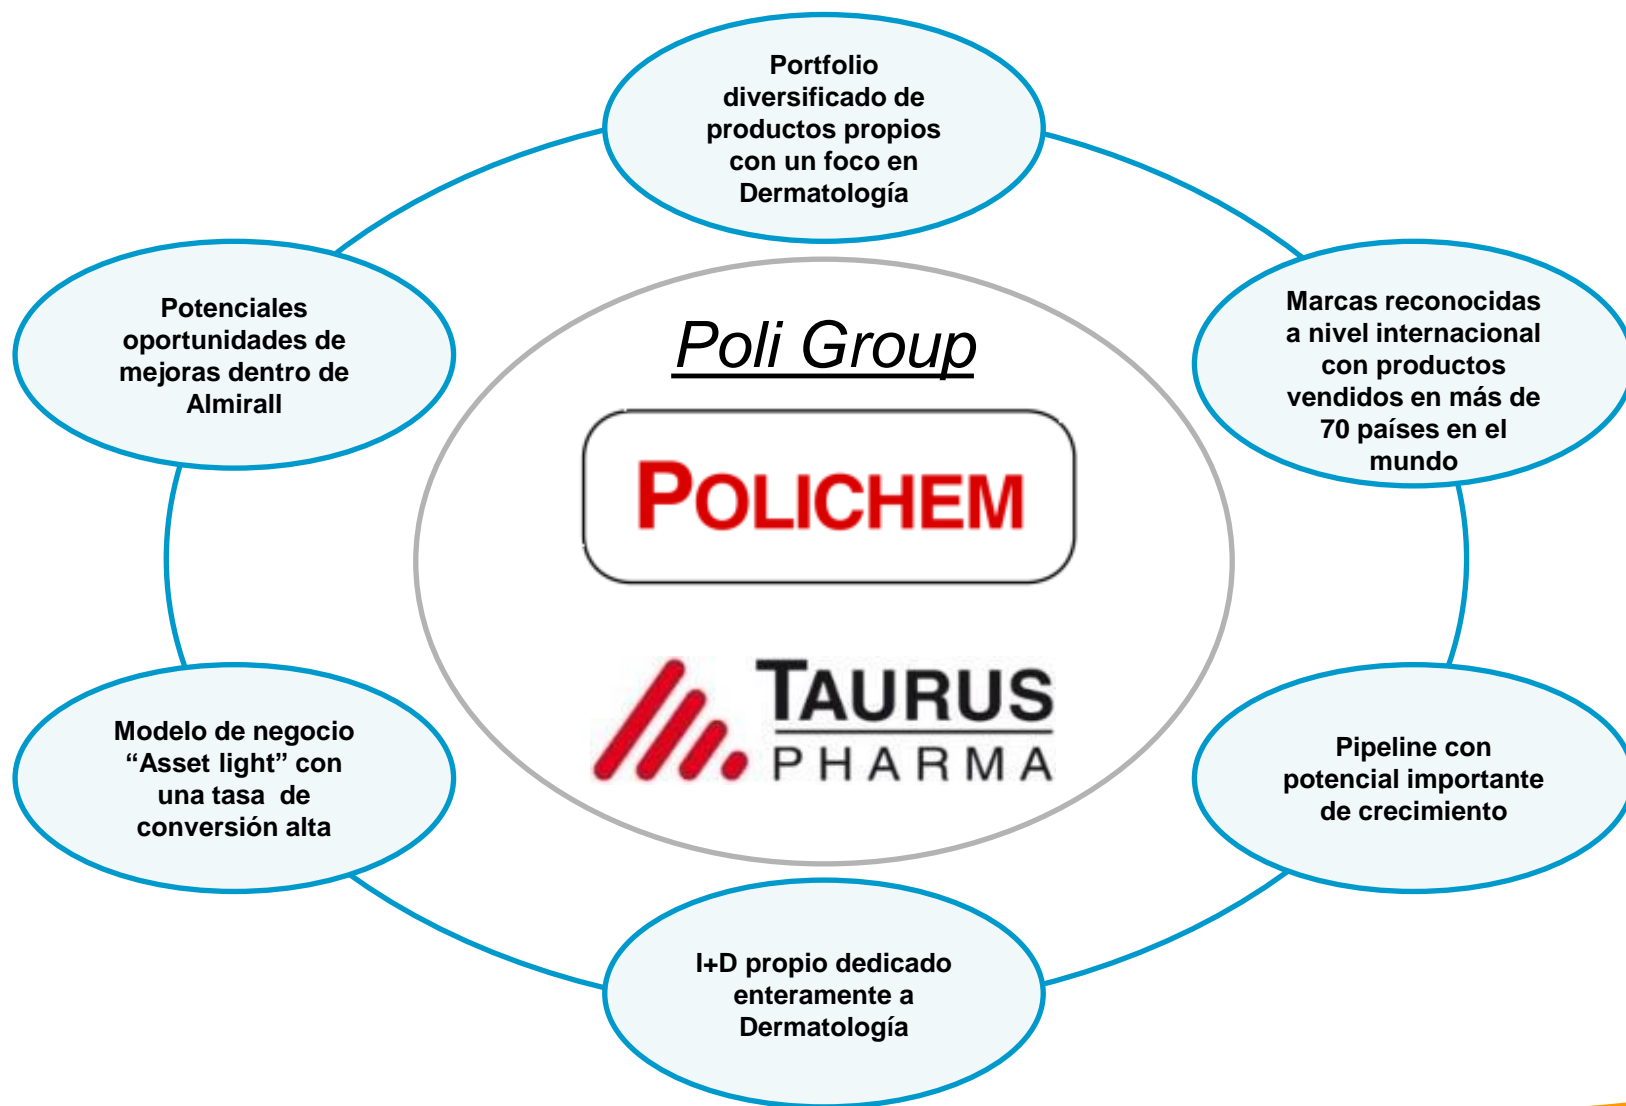 Portfolio
diversificado de
productos propios
con un foco en
Dermatología
Marcas reconocidas
a nivel internacional
con productos
vendidos en más de
70 países en el
mundo
Pipeline con
potencial importante
de crecimiento
I+D propio dedicado
enteramente a
Dermatología
Modelo de negocio
“Asset light” con
una tasa de
conversión alta
Potenciales
oportunidades de
mejoras dentro de
Almirall
Poli Group
POLICHEM
TAURUS
PHARMA